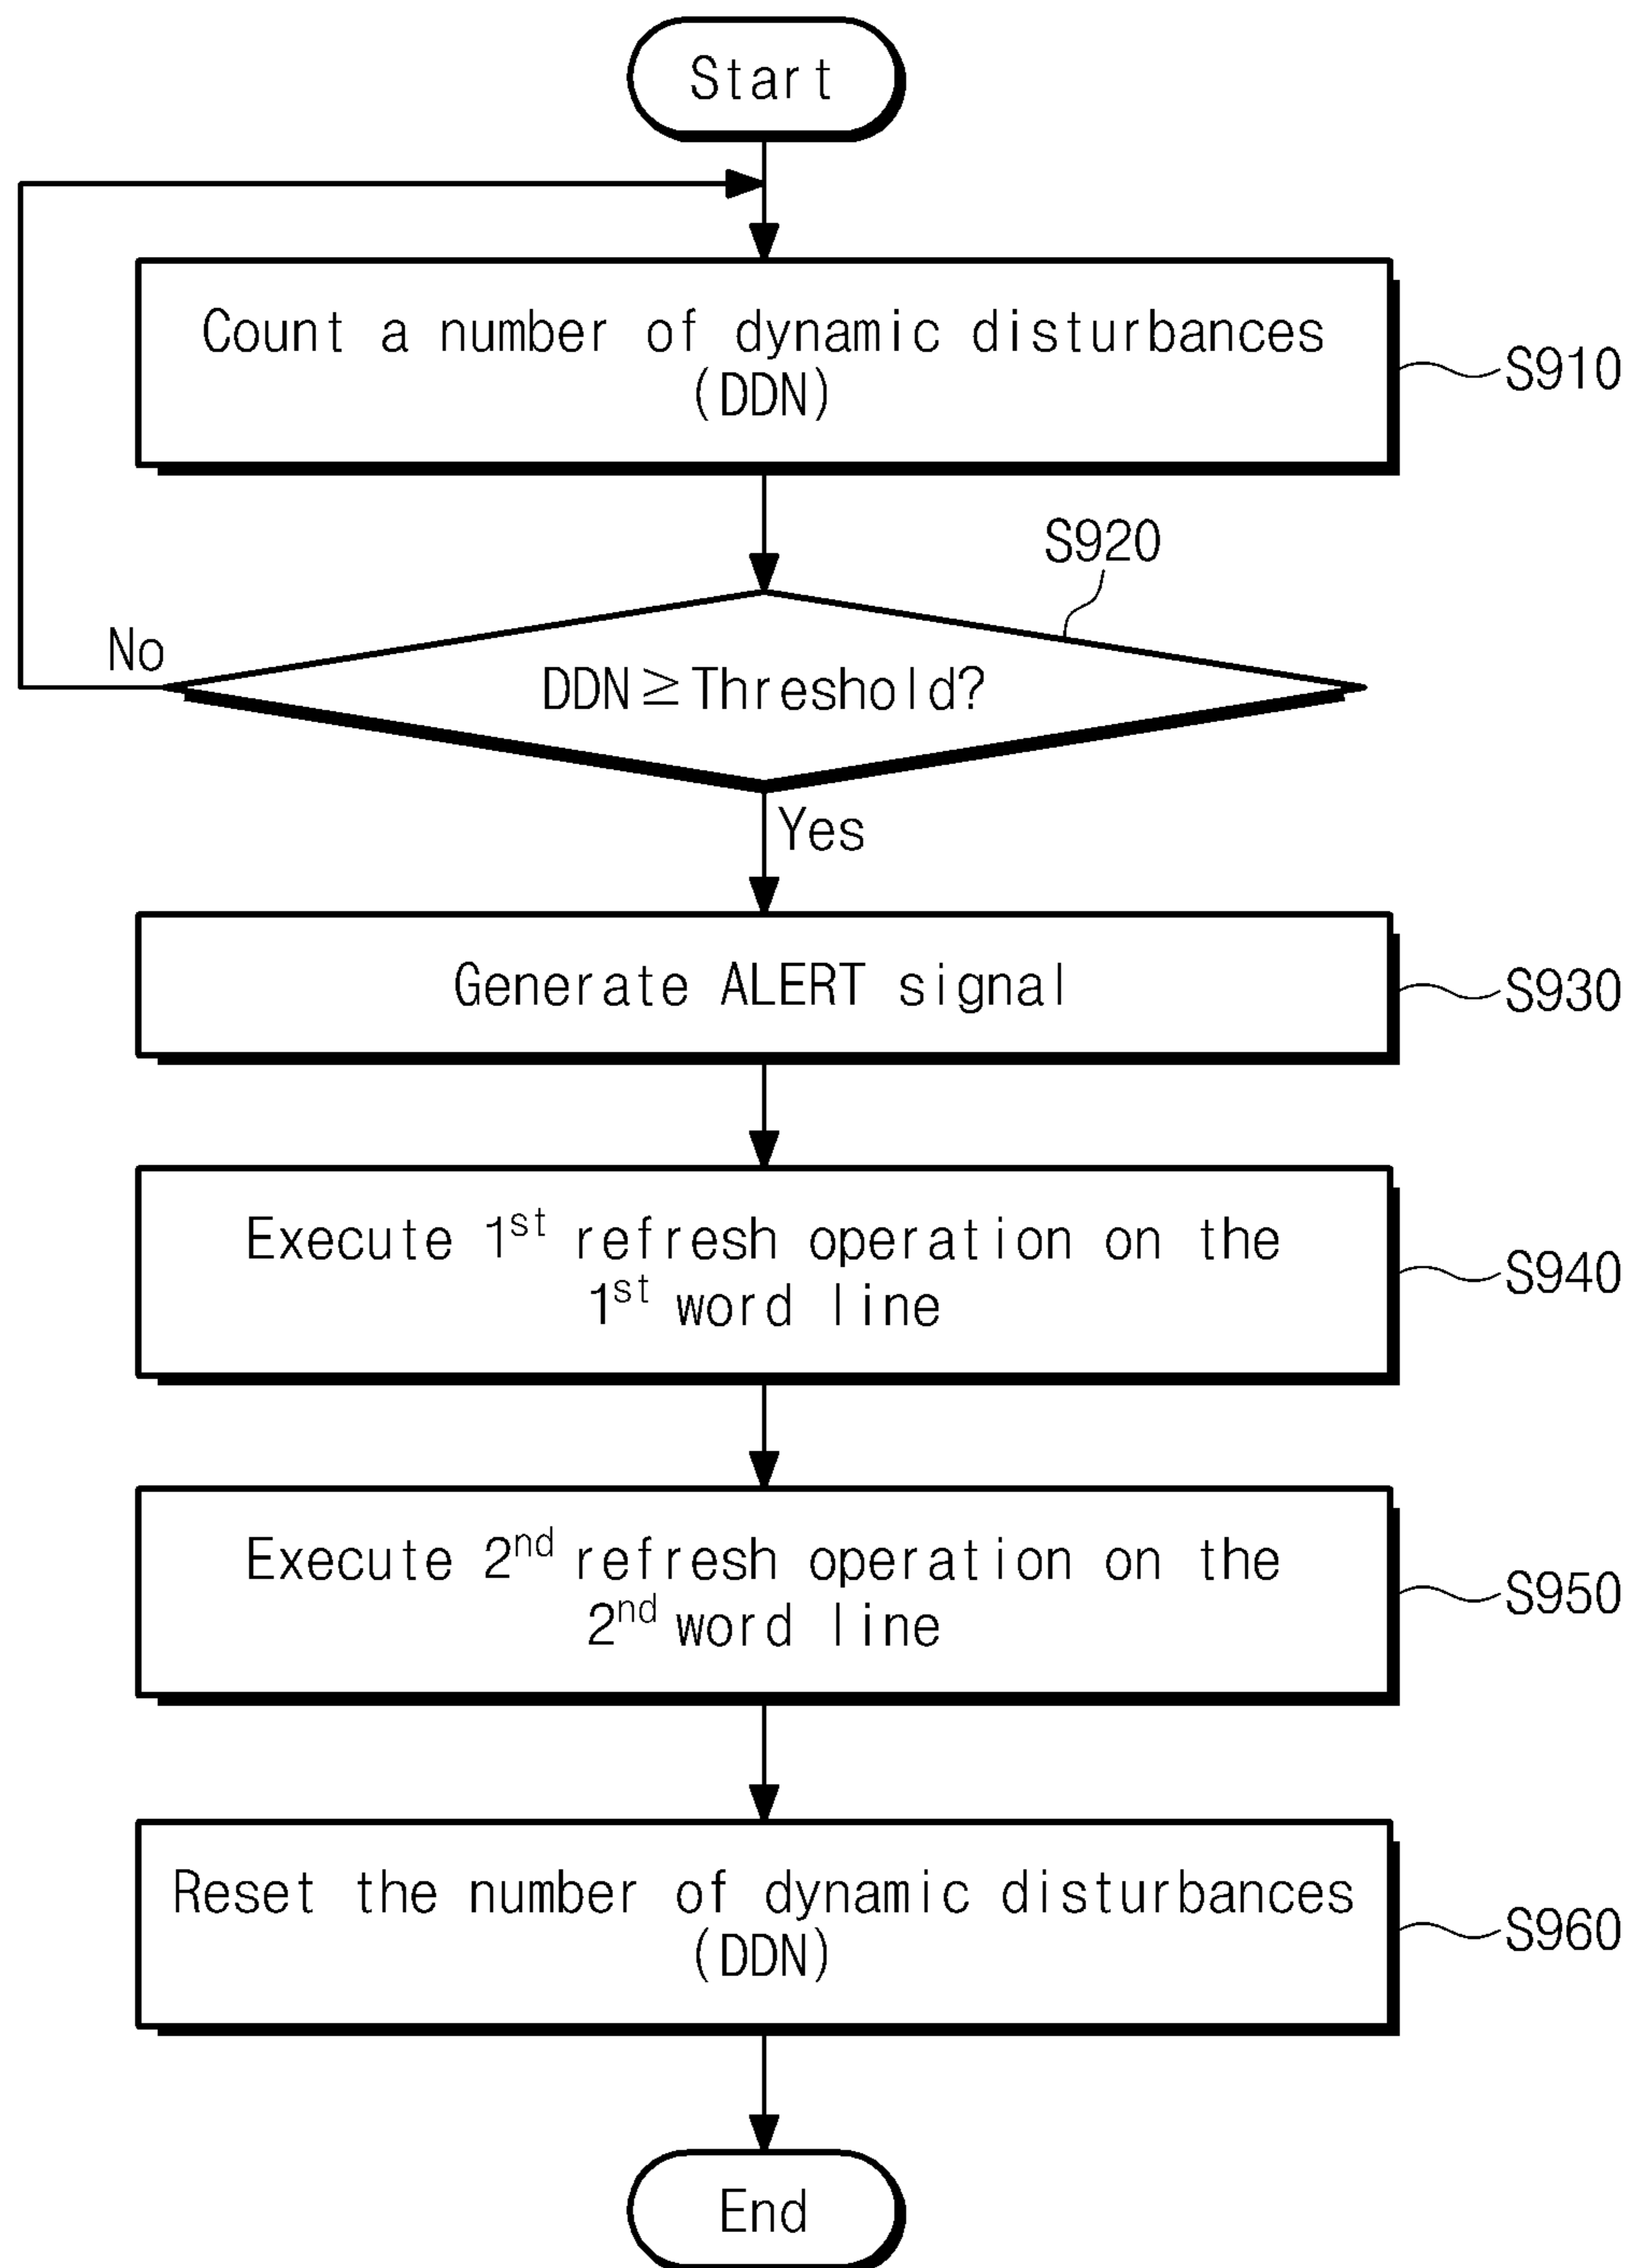 Start
Count a number of dynamic disturbances
(DDN)
S910
S920
No
DDN≥Threshold?
Yes
Generate ALERT signal
S930
Execute 1st refresh operation on the
1st word line
S940
Execute 2nd refresh operation on the
2nd word line
S950
Reset the number of dynamic disturbances
(DDN)
S960
End